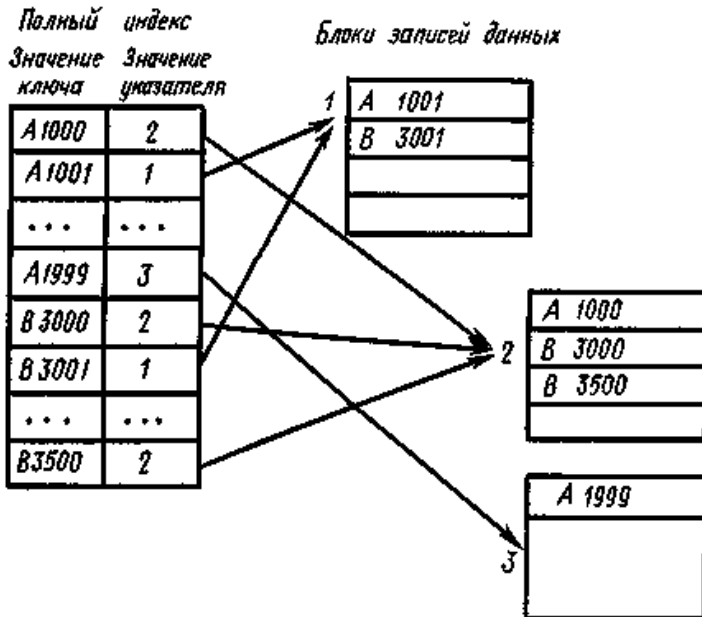 Полный индекс
Значение ключа Значение указателя
A1000 2
A1001 1
... ...
A1999 3
B3000 2
B3001 1
... ...
B3500 2
Блоки записей данных
1
A 1001
B 3001
2
A 1000
B 3000
B 3500
3
A 1999